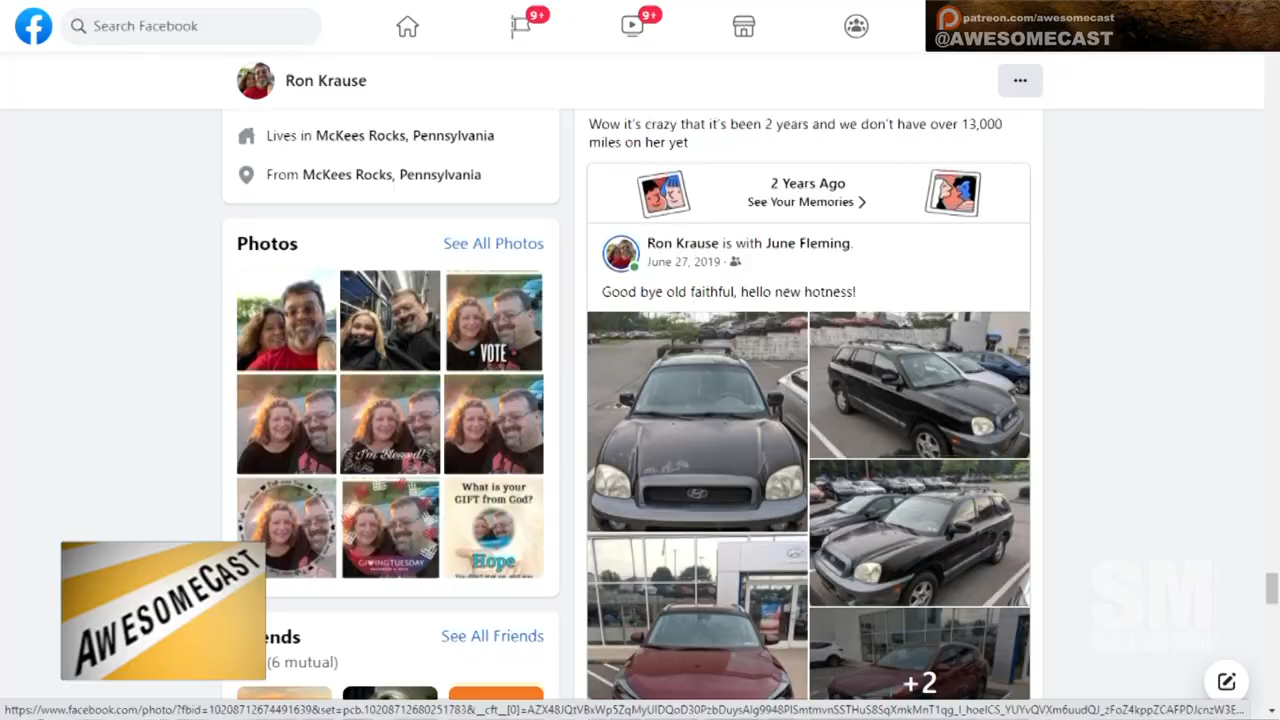 Search Facebook
9+
9+
patreon.com/awesomecast
@AWESOMECAST
Ron Krause
...
Lives in McKees Rocks, Pennsylvania
From McKees Rocks, Pennsylvania
Photos
See All Photos
VOTE
I'm Blessed!
GIVINGTUESDAY
What is your
GIFT from God?
Hope
AWESOMECAST
ends
See All Friends
(6 mutual)
Wow it's crazy that it's been 2 years and we don't have over 13,000
miles on her yet
2 Years Ago
See Your Memories
Ron Krause is with June Fleming.
June 27, 2019 ·
Good bye old faithful, hello new hotness!
+2
SM